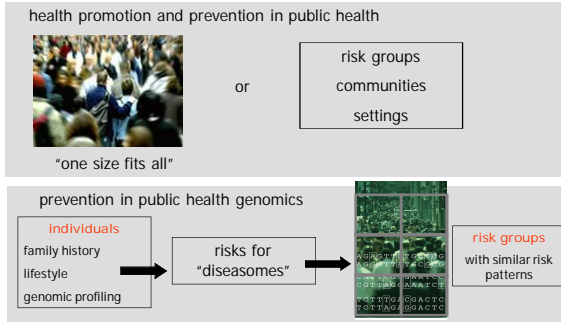 health promotion and prevention in public health
risk groups
or
communities
settings
“one size fits all”
prevention in public health genomics
individuals
family history
lifestyle
genomic profiling
risks for
“diseasomes”
risk groups
with similar risk
patterns